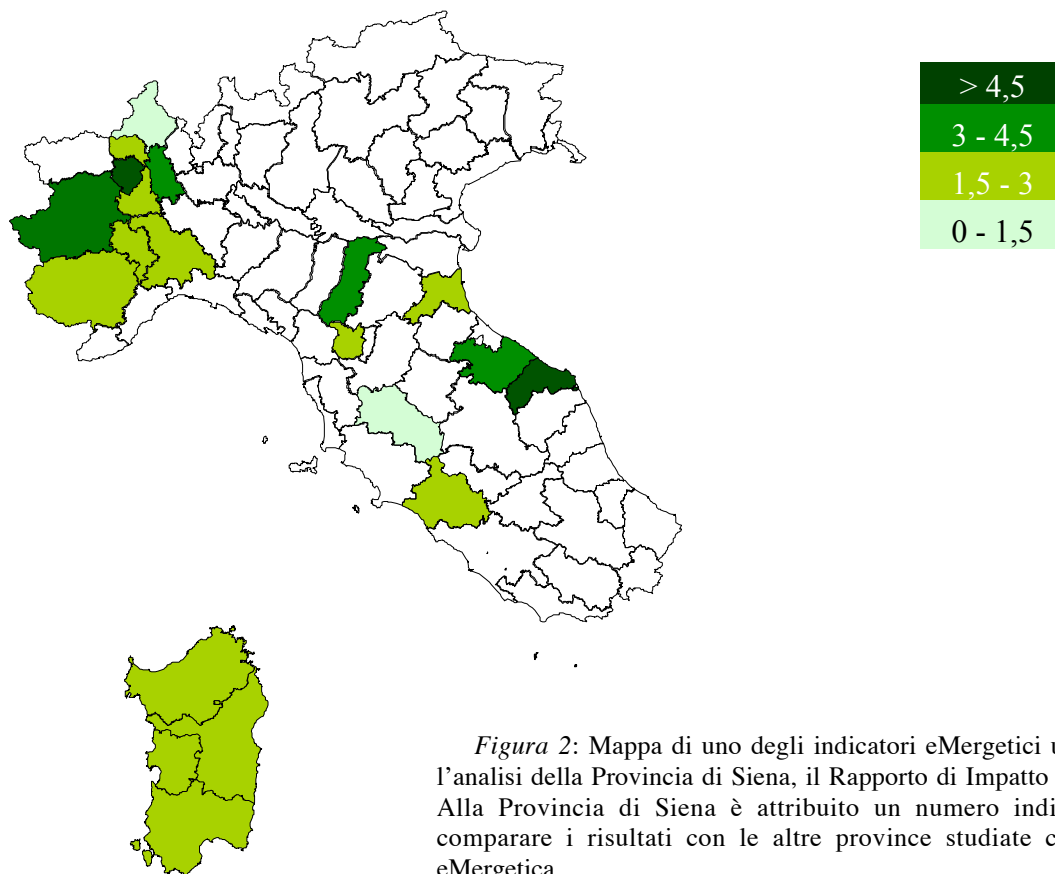 > 4,5
3 - 4,5
1,5 - 3
0 - 1,5
Figura 2: Mappa di uno degli indicatori eMergetici
l'analisi della Provincia di Siena, il Rapporto di Impatto
Alla Provincia di Siena è attribuito un numero
comparare i risultati con le altre province studiate
eMergetica